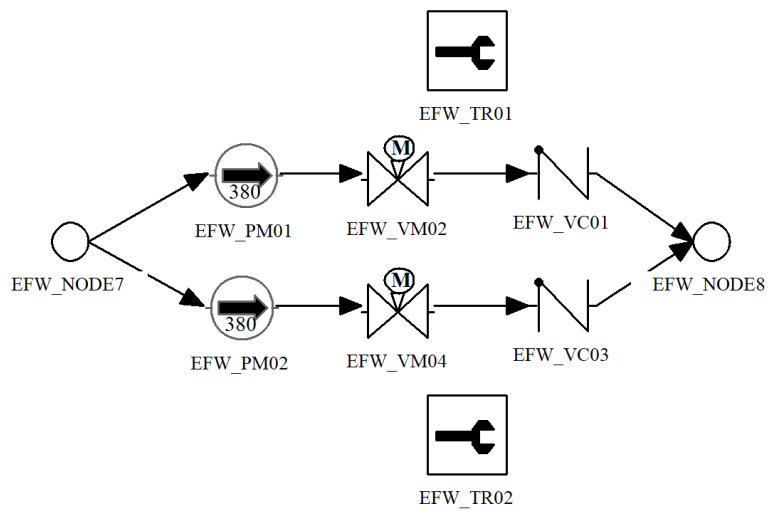 EFW_TR01
M
380
EFW_PM01
EFW_VM02
EFW_VC01
EFW_NODE7
EFW_NODE8
M
380
EFW_PM02
EFW_VM04
EFW_VC03
EFW_TR02